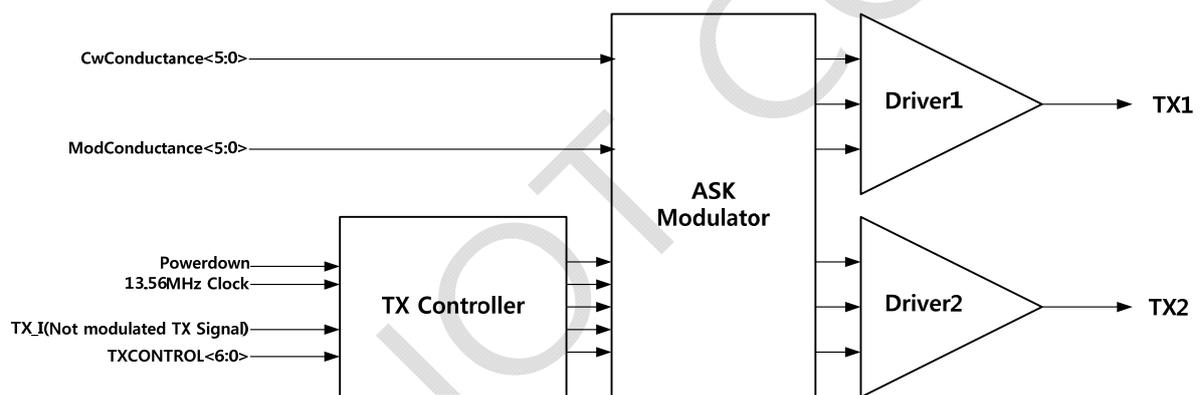 CwConductance<5:0>
Driver1
TX1
ModConductance<5:0>
ASK
Modulator
Powerdown
13.56MHz Clock
TX Controller
Driver2
TX2
TX_I(Not modulated TX Signal)
TXCONTROL<6:0>
IOT